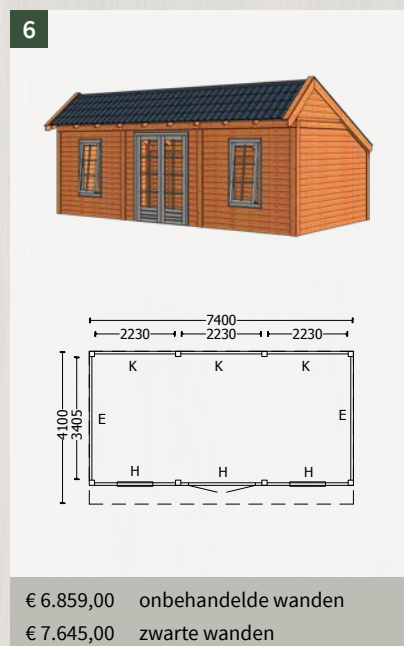 6
7400
2230 2230 2230
K K K
4100 3405 E E
H H H
€ 6.859,00 onbehandelde wanden
€ 7.645,00 zwarte wanden